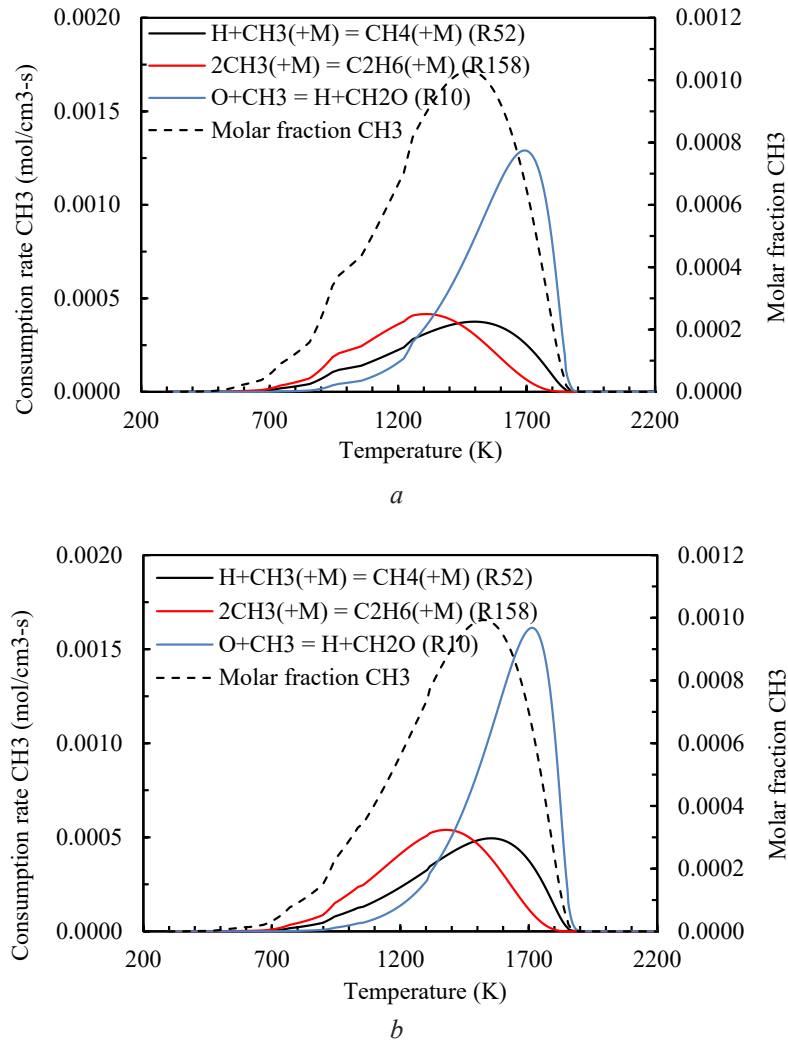 0.0020
0.0015
0.0010
0.0005
0.0000
Consumption rate CH3 (mol/cm3-s)
H+CH3(+M) = CH4(+M) (R52)
2CH3(+M) = C2H6(+M) (R158)
O+CH3 = H+CH2O (R10)
Molar fraction CH3
0.0012
0.0010
0.0008
0.0006
0.0004
0.0002
0.0000
Molar fraction CH3
200 700 1200 1700 2200
Temperature (K)
a
0.0020
0.0015
0.0010
0.0005
0.0000
Consumption rate CH3 (mol/cm3-s)
H+CH3(+M) = CH4(+M) (R52)
2CH3(+M) = C2H6(+M) (R158)
O+CH3 = H+CH2O (R10)
Molar fraction CH3
0.0012
0.0010
0.0008
0.0006
0.0004
0.0002
0.0000
Molar fraction CH3
200 700 1200 1700 2200
Temperature (K)
b